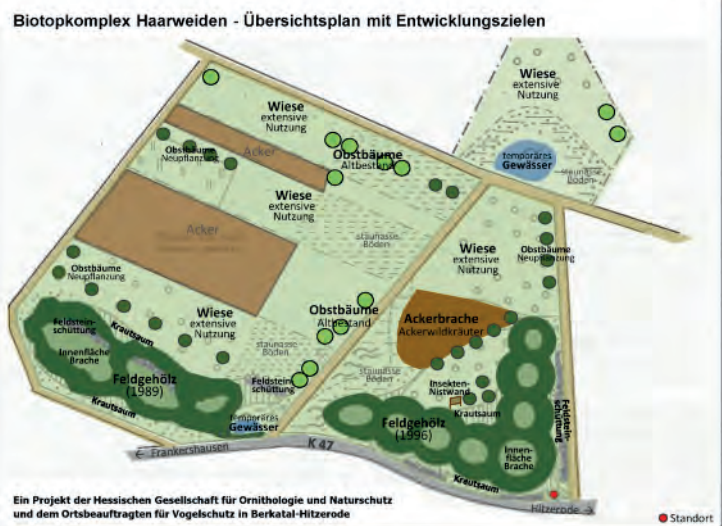 Biotopkomplex Haarweiden - Übersichtsplan mit Entwicklungszielen
Wiese
extensive
Nutzung
Wiese
extensive
Nutzung
Acker
Obstbäume
Neupflanzung
Obstbäume
Altbestand
temporäres
Gewässer
staunasse
Böden
Wiese
extensive
Nutzung
Acker
staunasse
Böden
Wiese
extensive
Nutzung
Obstbäume
Neupflanzung
Obstbäume
Neupflanzung
Wiese
extensive
Nutzung
Obstbäume
Altbestand
Ackerbrache
Ackerwildkräuter
Feldstein-
schüttung
Krautsaum
Innenfläche
Brache
staunasse
Böden
staunasse
Böden
Feldgehölz
(1989)
Feldstein-
schüttung
Insekten-
Nistwand
Krautsaum
Krautsaum
temporäres
Gewässer
Feldgehölz
(1996)
Feldstein-
schüttung
Innen-
fläche
Brache
Krautsaum
← Frankershausen
K 47
Hitzerode →
Ein Projekt der Hessischen Gesellschaft für Ornithologie und Naturschutz
und dem Ortsbeauftragten für Vogelschutz in Berkatal-Hitzerode
Standort